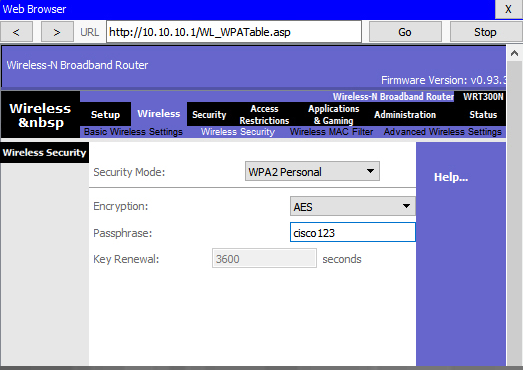 Web Browser X
< > URL http://10.10.10.1/WL_WPATable.asp Go Stop
Wireless-N Broadband Router
Firmware Version: v0.93.3
Wireless-N Broadband Router WRT300N
Wireless &nbsp
Setup Wireless Security Access Restrictions Applications & Gaming Administration Status
Basic Wireless Settings Wireless Security Wireless MAC Filter Advanced Wireless Settings
Wireless Security
Security Mode: WPA2 Personal
Help...
Encryption: AES
Passphrase: cisco123
Key Renewal: 3600 seconds